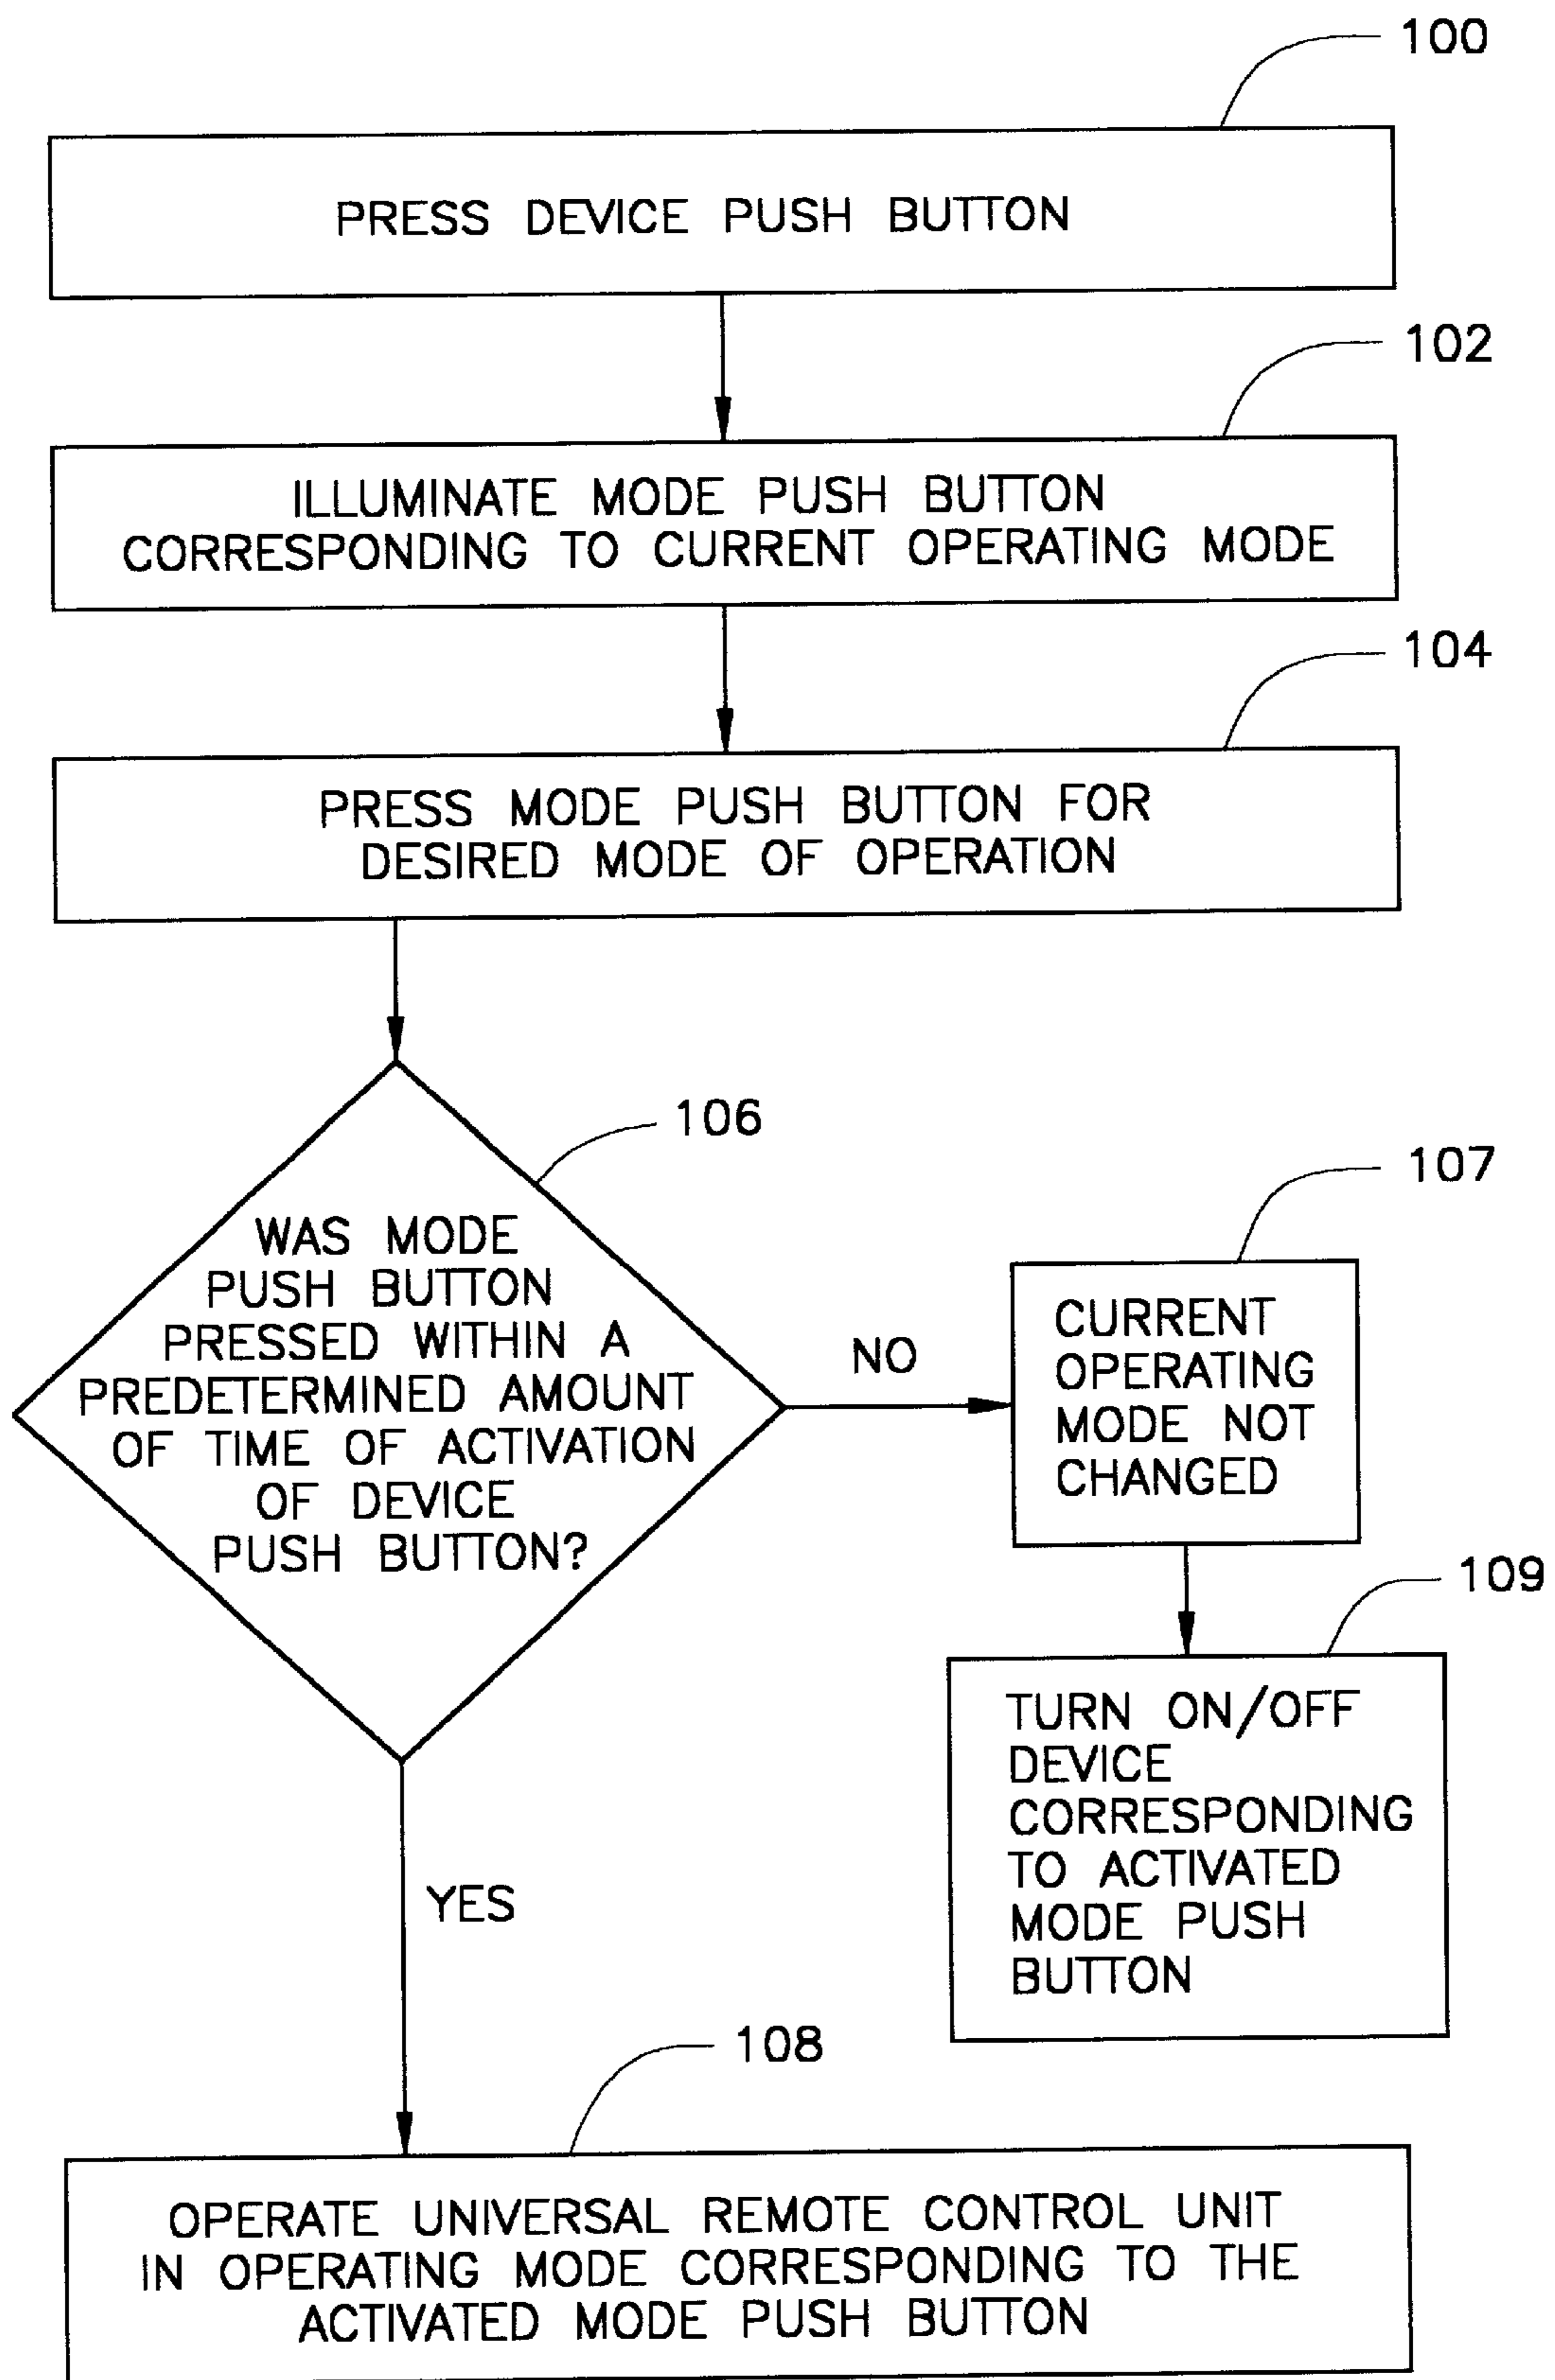 100
PRESS DEVICE PUSH BUTTON
102
ILLUMINATE MODE PUSH BUTTON
CORRESPONDING TO CURRENT OPERATING MODE
104
PRESS MODE PUSH BUTTON FOR
DESIRED MODE OF OPERATION
106
WAS MODE
PUSH BUTTON
PRESSED WITHIN A
PREDETERMINED AMOUNT
OF TIME OF ACTIVATION
OF DEVICE
PUSH BUTTON?
NO
107
CURRENT
OPERATING
MODE NOT
CHANGED
109
TURN ON/OFF
DEVICE
CORRESPONDING
TO ACTIVATED
MODE PUSH
BUTTON
YES
108
OPERATE UNIVERSAL REMOTE CONTROL UNIT
IN OPERATING MODE CORRESPONDING TO THE
ACTIVATED MODE PUSH BUTTON